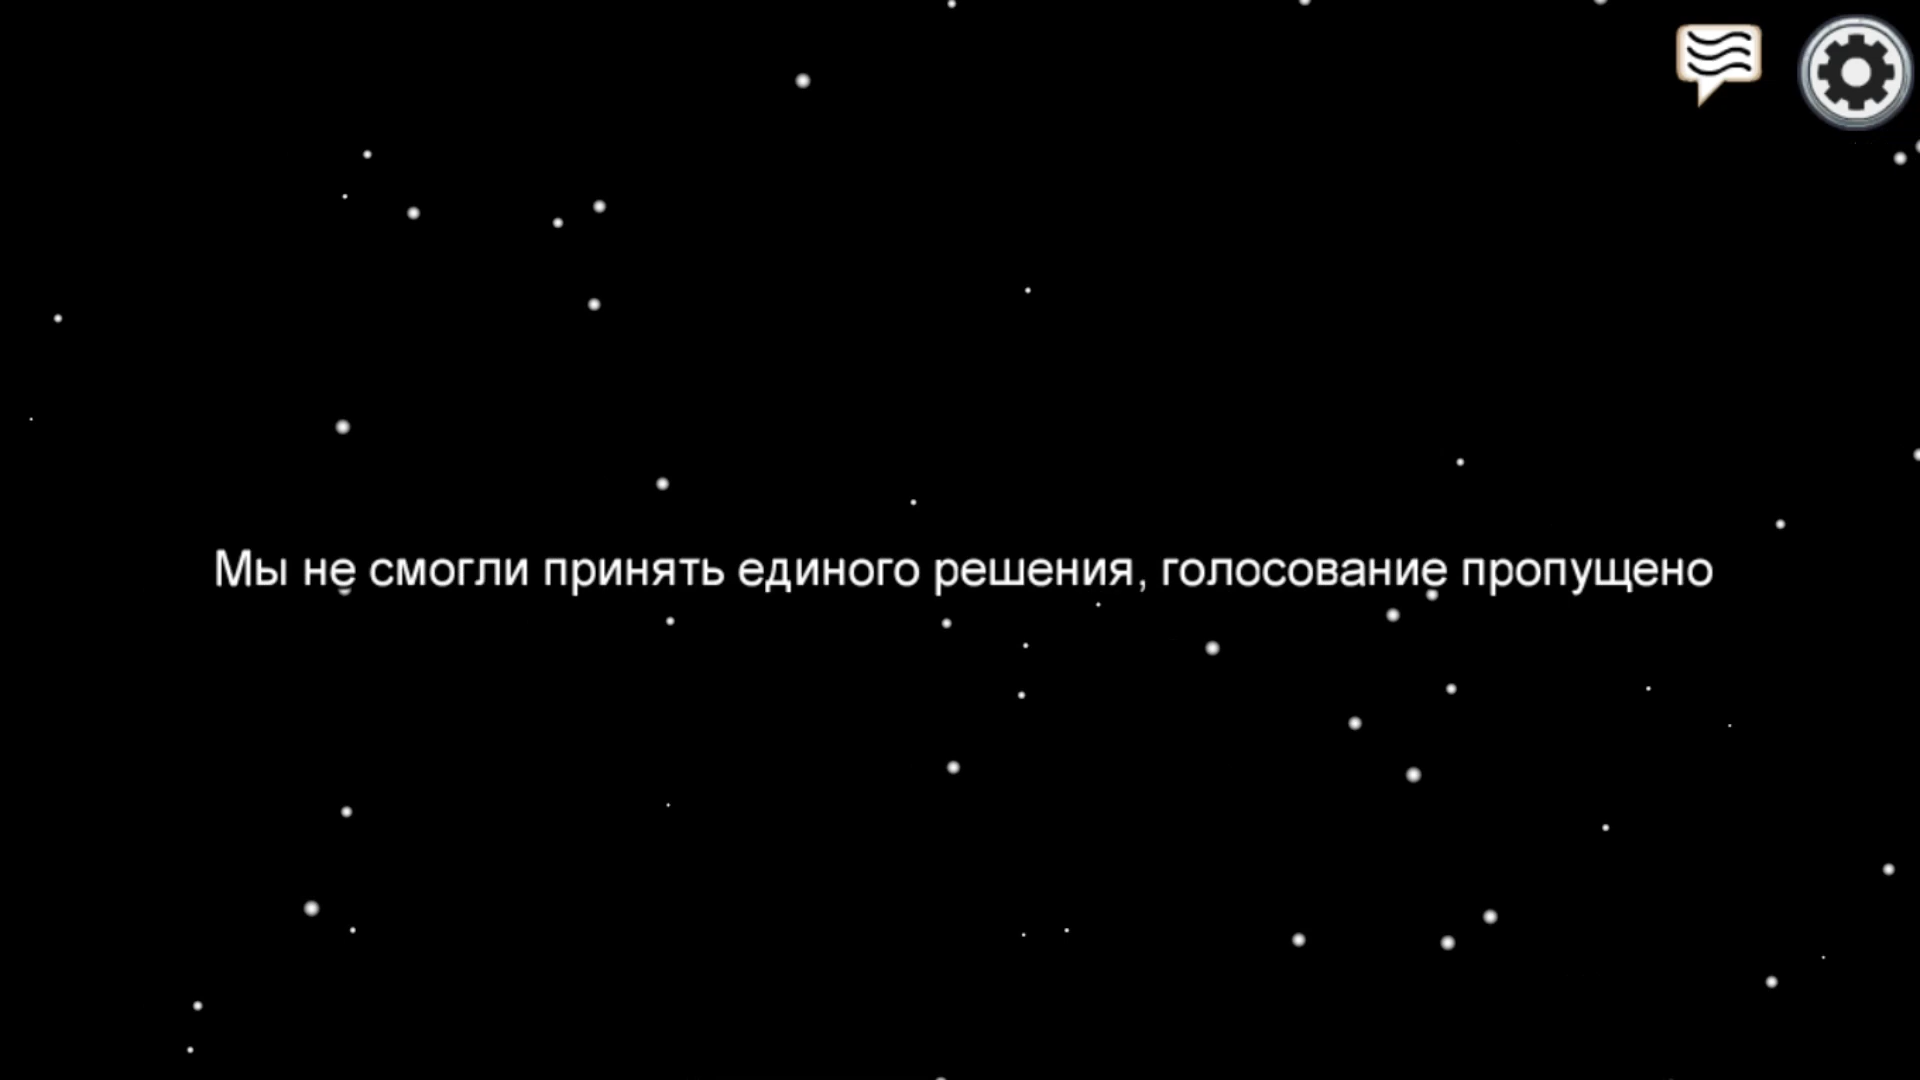 Мы не смогли принять единого решения, голосование пропущено